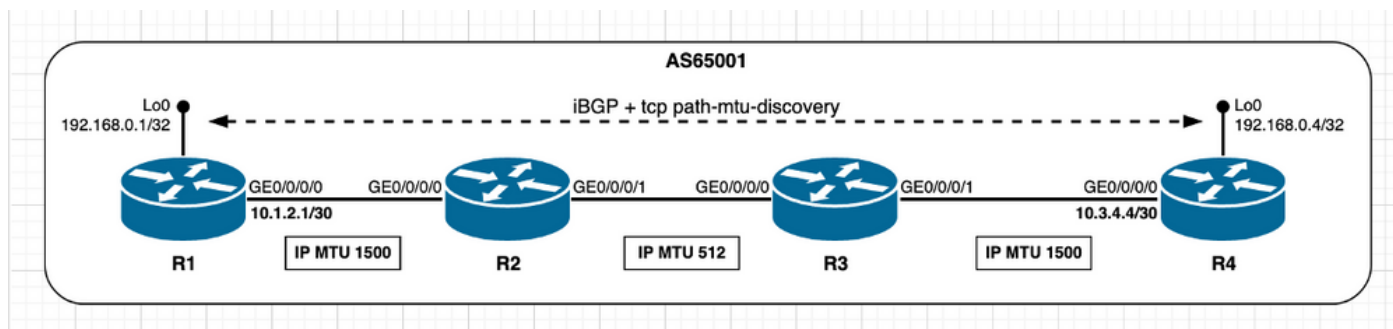 AS65001
iBGP + tcp path-mtu-discovery
Lo0
192.168.0.1/32
Lo0
192.168.0.4/32
GE0/0/0/0
GE0/0/0/0
GE0/0/0/1
GE0/0/0/0
GE0/0/0/1
GE0/0/0/0
10.1.2.1/30
10.3.4.4/30
IP MTU 1500
IP MTU 512
IP MTU 1500
R1
R2
R3
R4